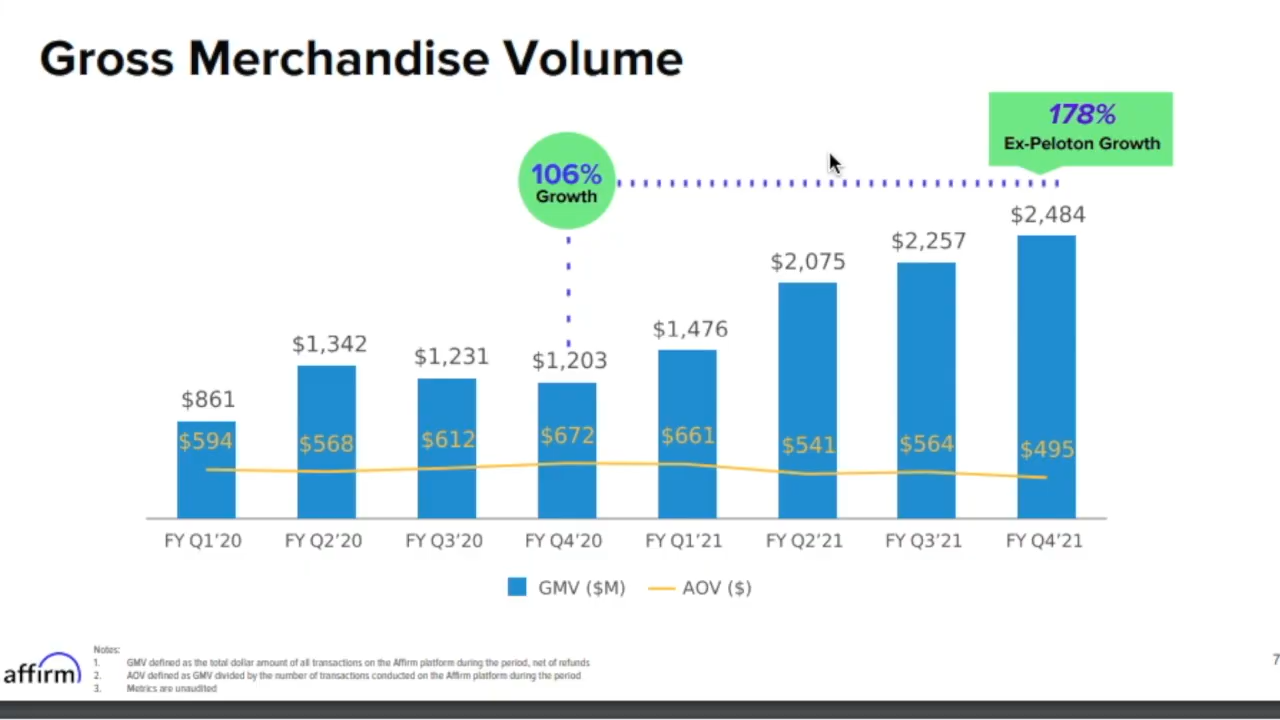 Gross Merchandise Volume
178%
Ex-Peloton Growth
106%
Growth
$2,484
$2,257
$2,075
$1,476
$1,342
$1,231
$1,203
$861
$594
$568
$612
$672
$661
$541
$564
$495
FY Q1’20
FY Q2’20
FY Q3’20
FY Q4’20
FY Q1’21
FY Q2’21
FY Q3’21
FY Q4’21
GMV ($M)
AOV ($)
Notes:
1. GMV defined as the total dollar amount of all transactions on the Affirm platform during the period, net of refunds
2. AOV defined as GMV divided by the number of transactions conducted on the Affirm platform during the period
3. Metrics are unaudited
affirm
7